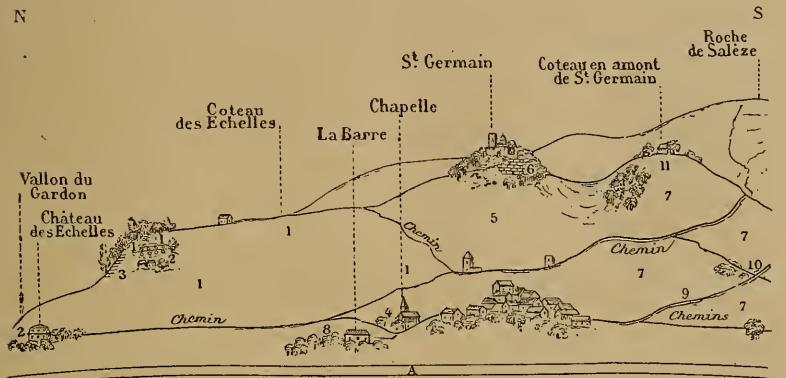 N
S
Roche
de Salèze
St Germain
Coteau en amont
de St Germain
Chapelle
Coteau
des Echelles
La Barre
Vallon du
Gardon
Château
des Echelles
6
11
7
1
1
2
5
Chemin
3
1
1
Chemin
7
7
10
4
9
7
2
Chemin
8
Chemins
A